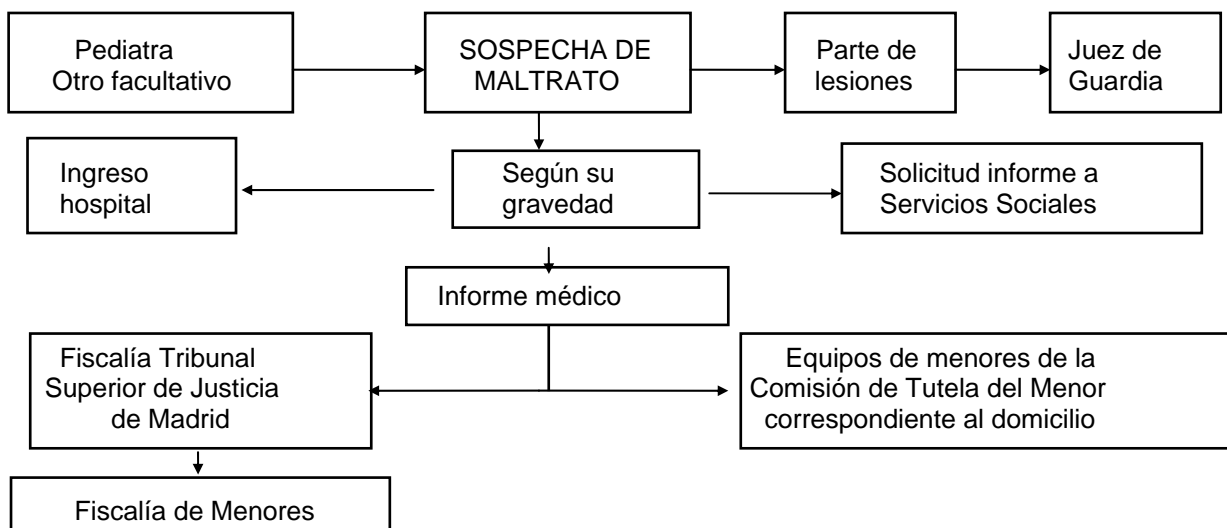 Pediatra
Otro facultativo
SOSPECHA DE
MALTRATO
Parte de
lesiones
Juez de
Guardia
Ingreso
hospital
Según su
gravedad
Solicitud informe a
Servicios Sociales
Informe médico
Fiscalía Tribunal
Superior de Justicia
de Madrid
Equipos de menores de la
Comisión de Tutela del Menor
correspondiente al domicilio
Fiscalía de Menores